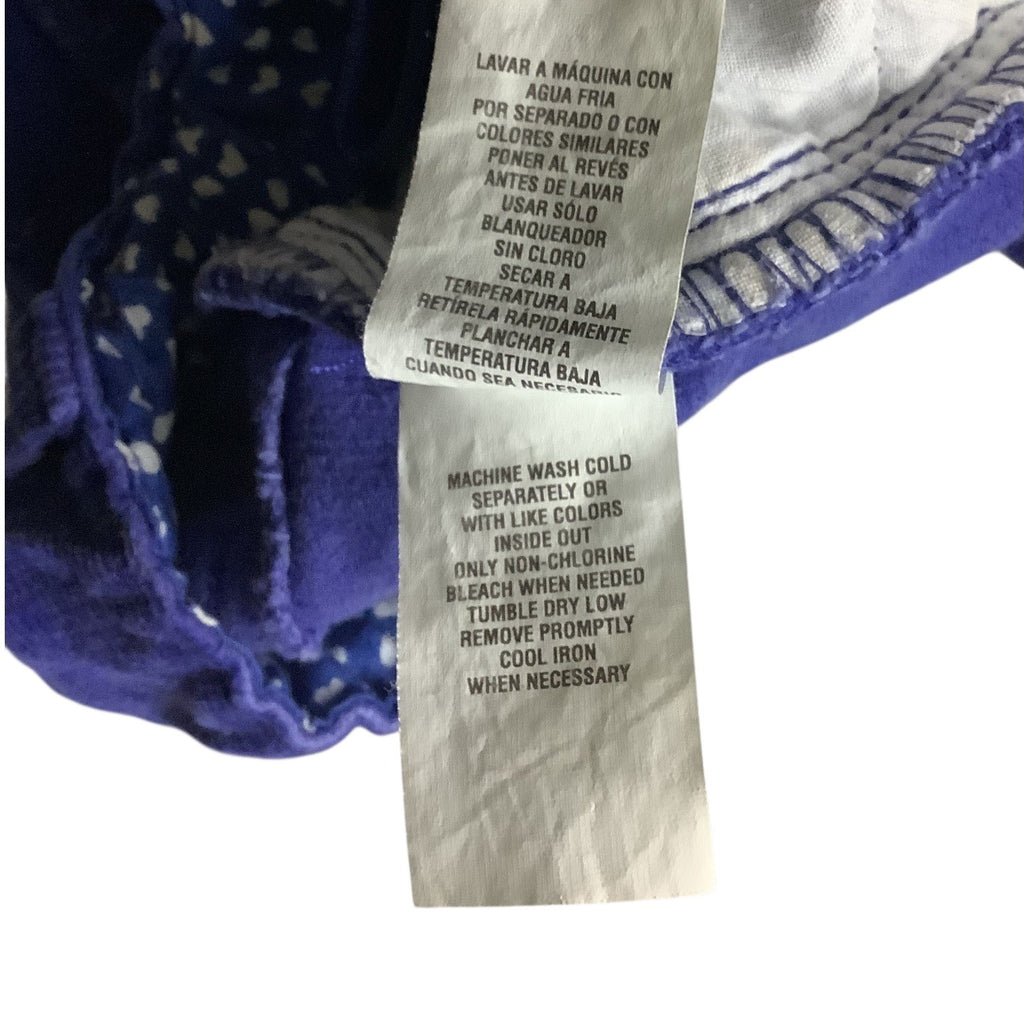 LAVAR A MÁQUINA CON
AGUA FRIA
POR SEPARADO O CON
COLORES SIMILARES
PONER AL REVÉS
ANTES DE LAVAR
USAR SÓLO
BLANQUEADOR
SIN CLORO
SECAR A
TEMPERATURA BAJA
RETÍRELA RÁPIDAMENTE
PLANCHAR A
TEMPERATURA BAJA
CUANDO SEA NECESARIO
MACHINE WASH COLD
SEPARATELY OR
WITH LIKE COLORS
INSIDE OUT
ONLY NON-CHLORINE
BLEACH WHEN NEEDED
TUMBLE DRY LOW
REMOVE PROMPTLY
COOL IRON
WHEN NECESSARY